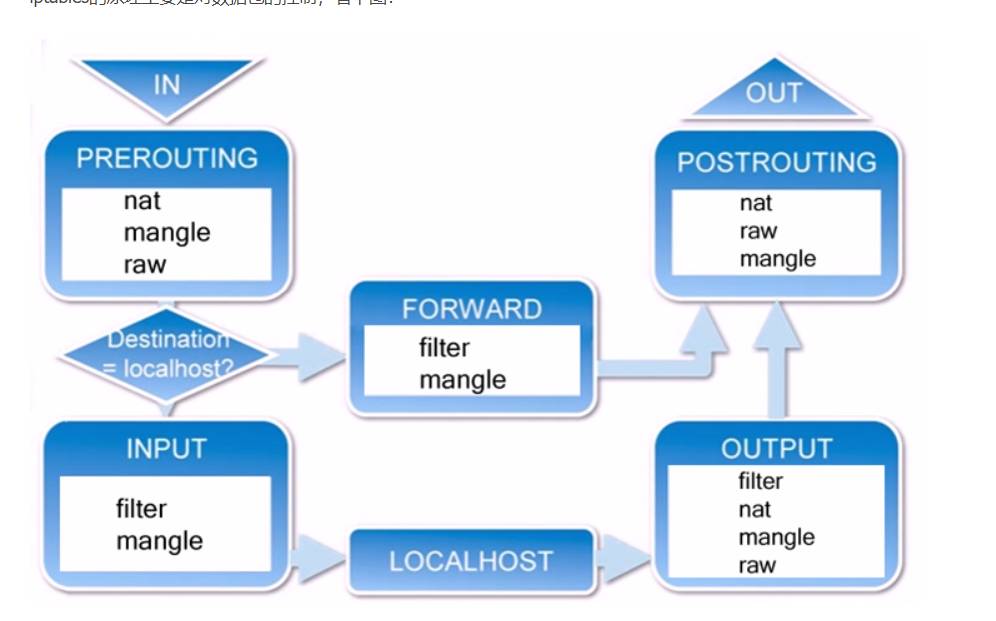 iptables的原理主要是对数据包的控制，看下图：
IN
PREROUTING
nat
mangle
raw
Destination
= localhost?
INPUT
filter
mangle
FORWARD
filter
mangle
LOCALHOST
OUT
POSTROUTING
nat
raw
mangle
OUTPUT
filter
nat
mangle
raw